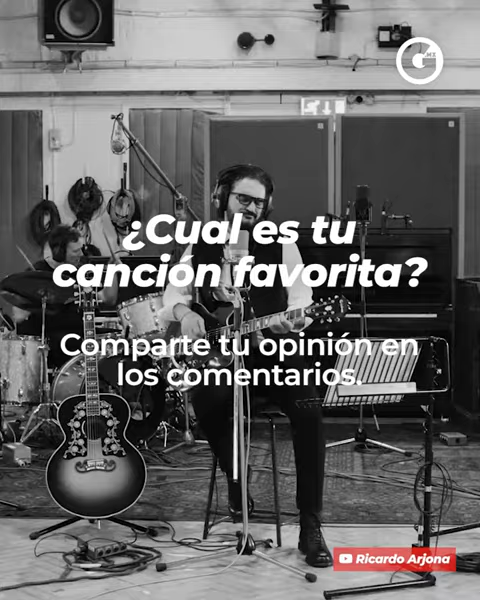 ¿Cual es tu
canción favorita?
Comparte tu opinión en
los comentarios.
Ricardo Arjona